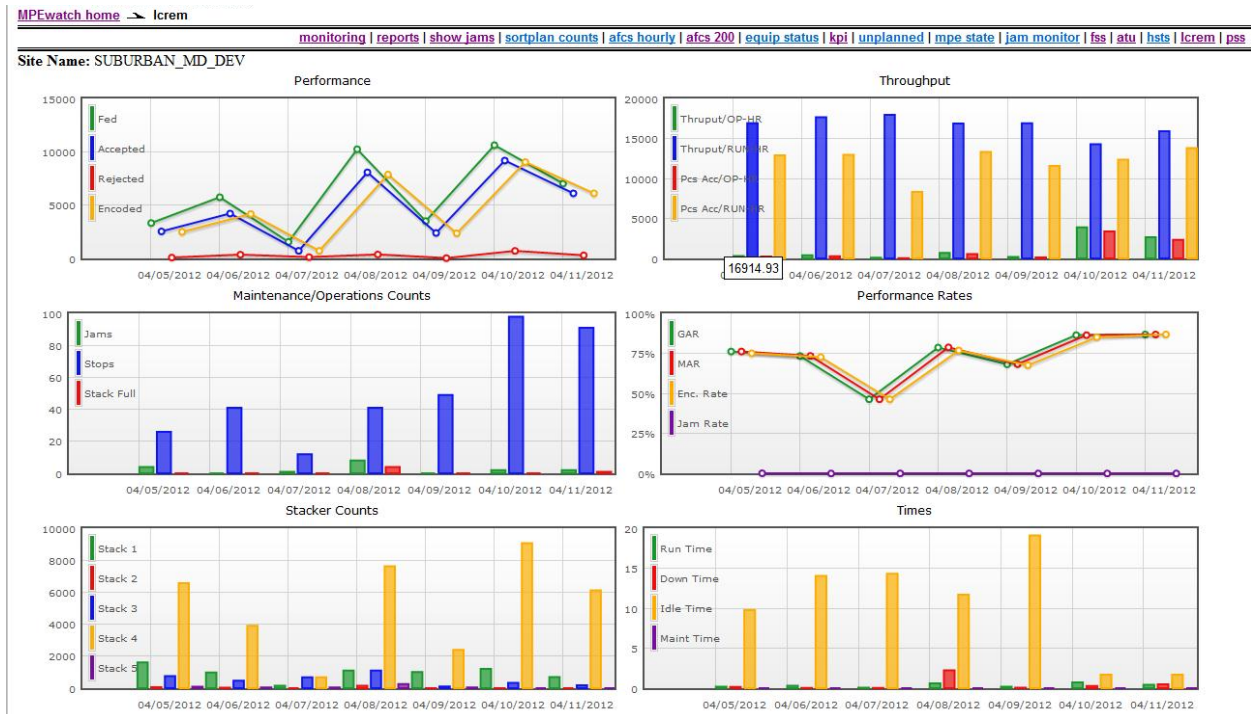 MPEwatch home lcrem
monitoring | reports | show jams | sortplan counts | afcs hourly | afcs 200 | equip status | kpi | unplanned | mpe state | jam monitor | fss | atu | hsts | lcrem | pss
Site Name: SUBURBAN_MD_DEV
Performance
15000
10000
5000
0
Fed
Accepted
Rejected
Encoded
04/05/2012 04/06/2012 04/07/2012 04/08/2012 04/09/2012 04/10/2012 04/11/2012
Throughput
20000
15000
10000
5000
0
Thruput/OP-HR
Thruput/RUN-HR
Pcs Acc/OP-HR
Pcs Acc/RUN-HR
16914.93
04/06/2012 04/07/2012 04/08/2012 04/09/2012 04/10/2012 04/11/2012
Maintenance/Operations Counts
100
80
60
40
20
0
Jams
Stops
Stack Full
04/05/2012 04/06/2012 04/07/2012 04/08/2012 04/09/2012 04/10/2012 04/11/2012
Performance Rates
100%
75%
50%
25%
0%
GAR
MAR
Enc. Rate
Jam Rate
04/05/2012 04/06/2012 04/07/2012 04/08/2012 04/09/2012 04/10/2012 04/11/2012
Stacker Counts
10000
8000
6000
4000
2000
0
Stack 1
Stack 2
Stack 3
Stack 4
Stack 5
04/05/2012 04/06/2012 04/07/2012 04/08/2012 04/09/2012 04/10/2012 04/11/2012
Times
20
15
10
5
0
Run Time
Down Time
Idle Time
Maint Time
04/05/2012 04/06/2012 04/07/2012 04/08/2012 04/09/2012 04/10/2012 04/11/2012